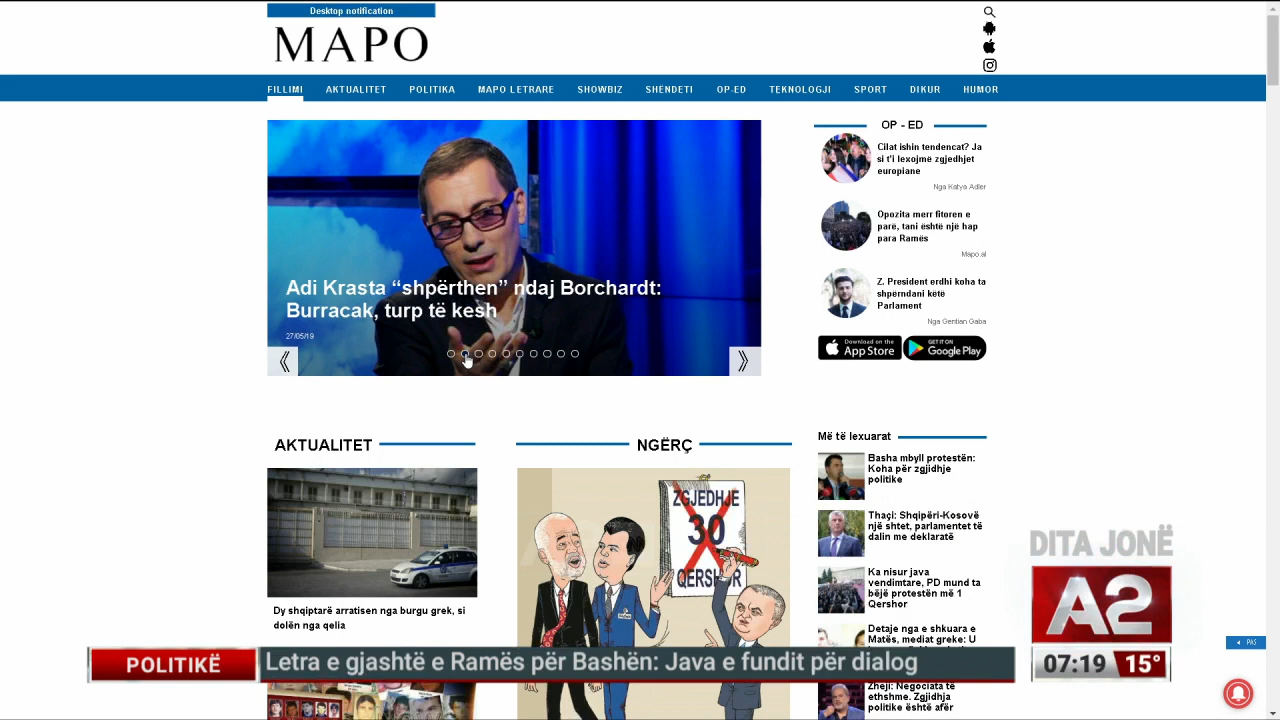 Desktop notification
MAPO
FILLIMI AKTUALITET POLITIKA MAPO LETRARE SHOWBIZ SHENDETI OP-ED TEKNOLOGJI SPORT DIKUR HUMOR
Adi Krasta “shpërthen” ndaj Borchardt:
Burracak, turp të kesh
27/05/19
OP - ED
Cilat ishin tendencat? Ja
si t'i lexojmë zgjedhjet
europiane
Nga Katya Adler
Opozita merr fitoren e
parë, tani është një hap
para Ramës
Mapo.al
Z. President erdhi koha ta
shpërndani këtë
Parlament
Nga Gentian Gaba
Download on the
App Store
GET IT ON
Google Play
AKTUALITET
Dy shqiptarë arratisen nga burgu grek, si
dolën nga qelia
NGËRÇ
ZGJEDHJE
30
QERSHOR
Më të lexuarat
Basha mbyll protestën:
Koha për zgjidhje
politike
Thaçi: Shqipëri-Kosovë
një shtet, parlamentet të
dalin me deklaratë
Ka nisur java
vendimtare, PD mund ta
bëjë protestën më 1
Qershor
Detaje nga e shkuara e
Matës, mediat greke: U
Zheji: Negociata të
ethshme. Zgjidhja
politike është afër
DITA JONË
A2
07:19 15°
PAS
POLITIKË
Letra e gjashtë e Ramës për Bashën: Java e fundit për dialog